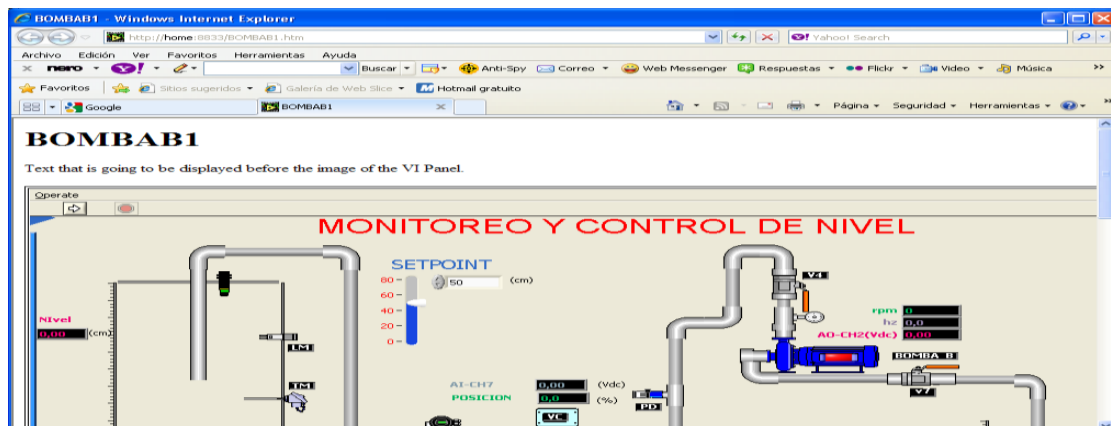 BOMBAB1 - Windows Internet Explorer
http://home:8833/BOMBAB1.htm
Yahoo! Search
Archivo Edición Ver Favoritos Herramientas Ayuda
nero Buscar Anti-Spy Correo Web Messenger Respuestas Flickr Video Música
Favoritos Sitios sugeridos Galería de Web Slice Hotmail gratuito
Google BOMBAB1 Página Seguridad Herramientas
BOMBAB1
Text that is going to be displayed before the image of the VI Panel.
Operate
MONITOREO Y CONTROL DE NIVEL
SETPOINT
80
60
40
20
0
50 (cm)
NIvel
0,00 (cm)
LM
TM
V4
rpm 0
hz 0,0
AO-CH2(Vdc) 0,00
BOMBA B
V7
AI-CH7 0,00 (Vdc)
POSICION 0,0 (%)
PD
VC